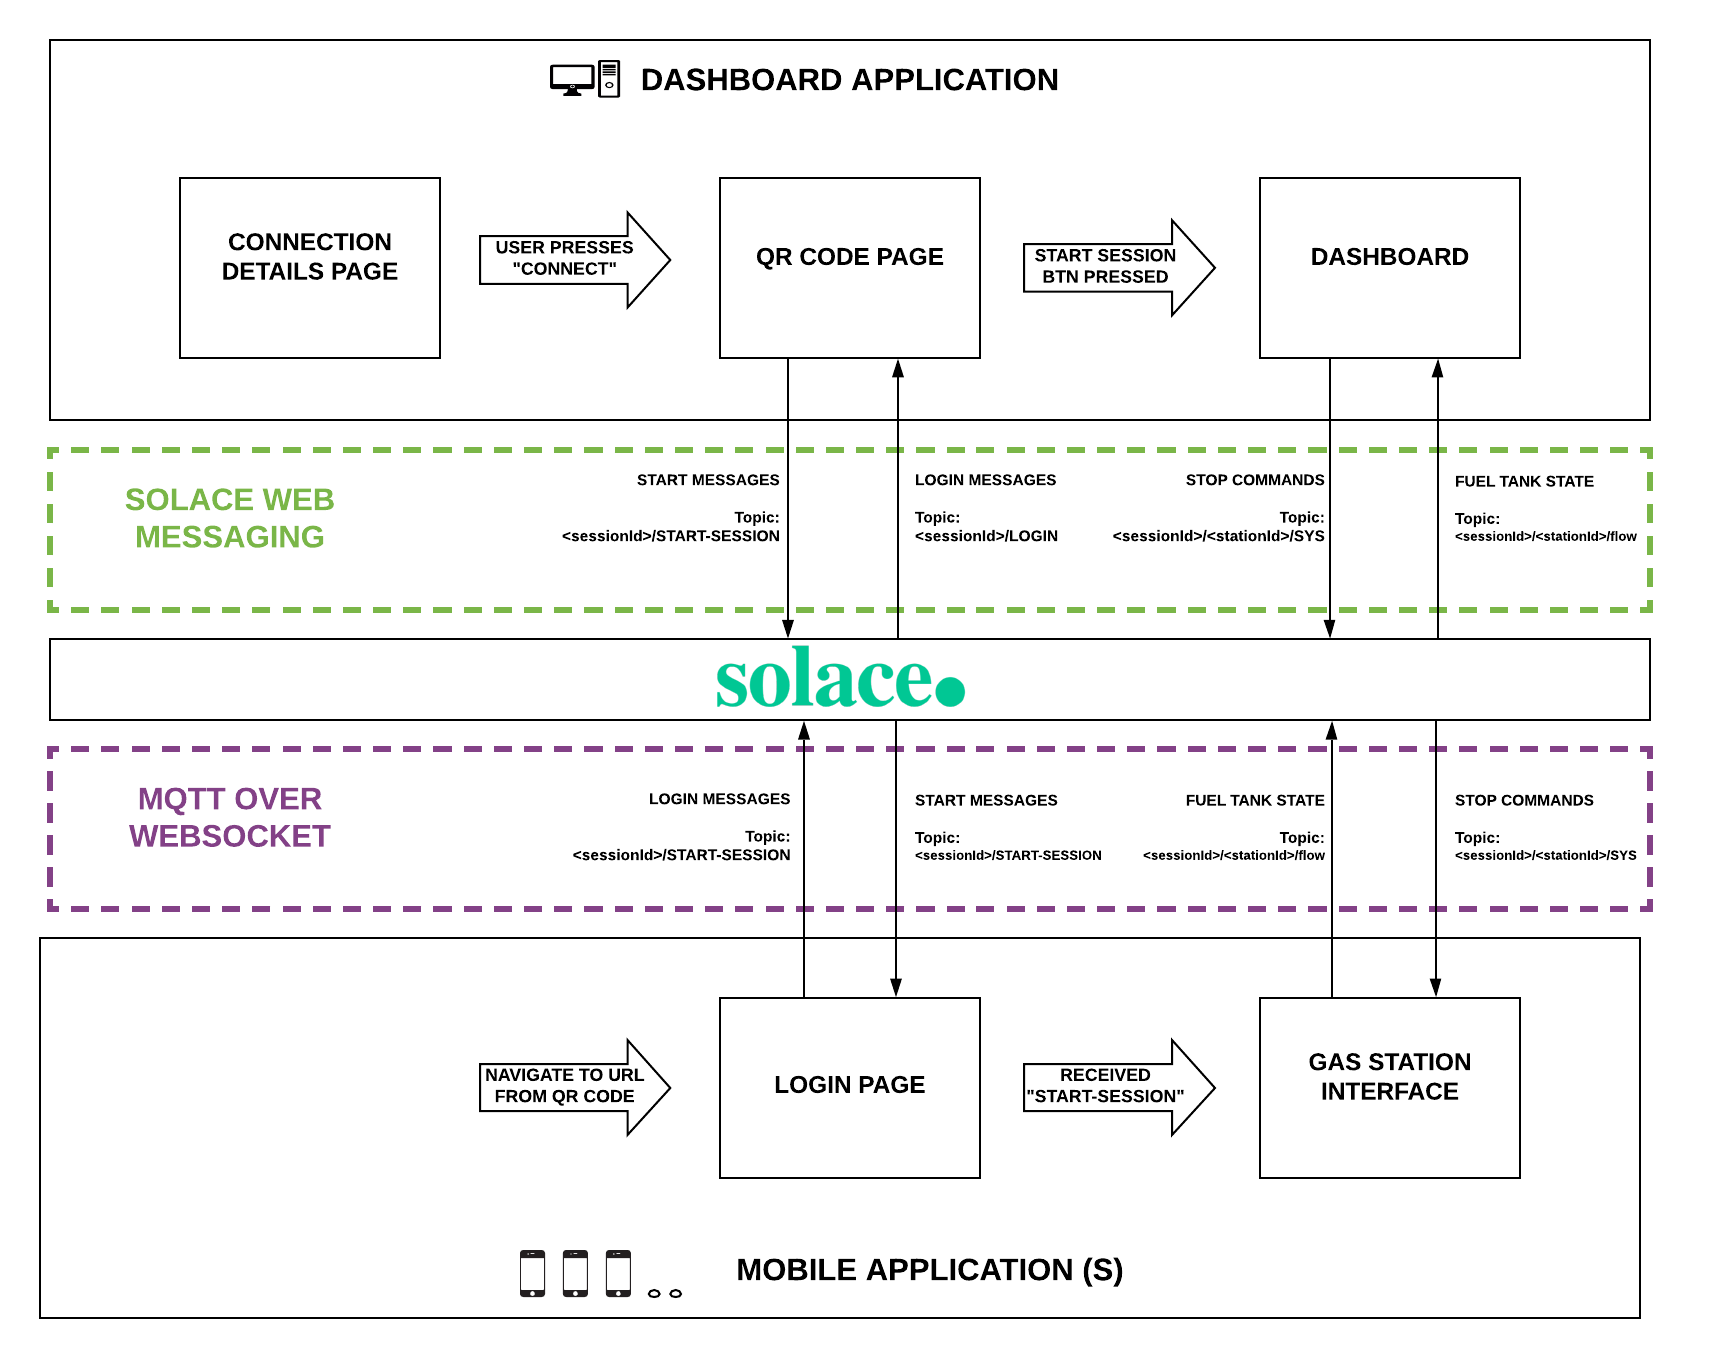 DASHBOARD APPLICATION
CONNECTION
DETAILS PAGE
USER PRESSES
"CONNECT"
QR CODE PAGE
START SESSION
BTN PRESSED
DASHBOARD
SOLACE WEB
MESSAGING
START MESSAGES
Topic:
<sessionId>/START-SESSION
LOGIN MESSAGES
Topic:
<sessionId>/LOGIN
STOP COMMANDS
Topic:
<sessionId>/<stationId>/SYS
FUEL TANK STATE
Topic:
<sessionId>/<stationId>/flow
solace.
MQTT OVER
WEBSOCKET
LOGIN MESSAGES
Topic:
<sessionId>/START-SESSION
START MESSAGES
Topic:
<sessionId>/START-SESSION
FUEL TANK STATE
Topic:
<sessionId>/<stationId>/flow
STOP COMMANDS
Topic:
<sessionId>/<stationId>/SYS
NAVIGATE TO URL
FROM QR CODE
LOGIN PAGE
RECEIVED
"START-SESSION"
GAS STATION
INTERFACE
MOBILE APPLICATION (S)